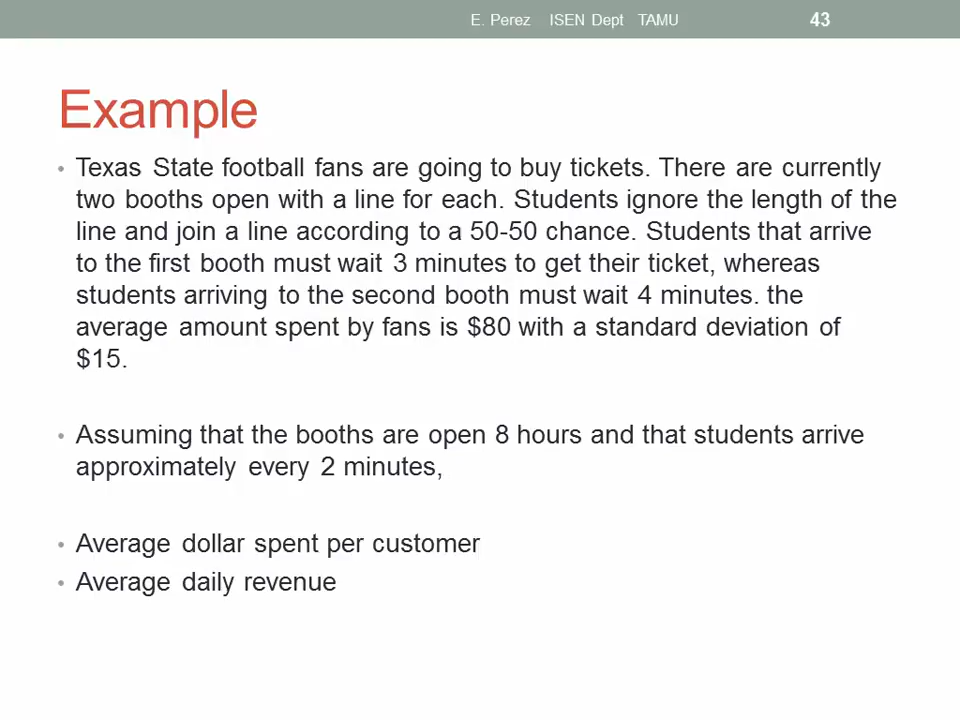 E. Perez ISEN Dept TAMU 43
Example
• Texas State football fans are going to buy tickets. There are currently
two booths open with a line for each. Students ignore the length of the
line and join a line according to a 50-50 chance. Students that arrive
to the first booth must wait 3 minutes to get their ticket, whereas
students arriving to the second booth must wait 4 minutes. the
average amount spent by fans is $80 with a standard deviation of
$15.
• Assuming that the booths are open 8 hours and that students arrive
approximately every 2 minutes,
• Average dollar spent per customer
• Average daily revenue